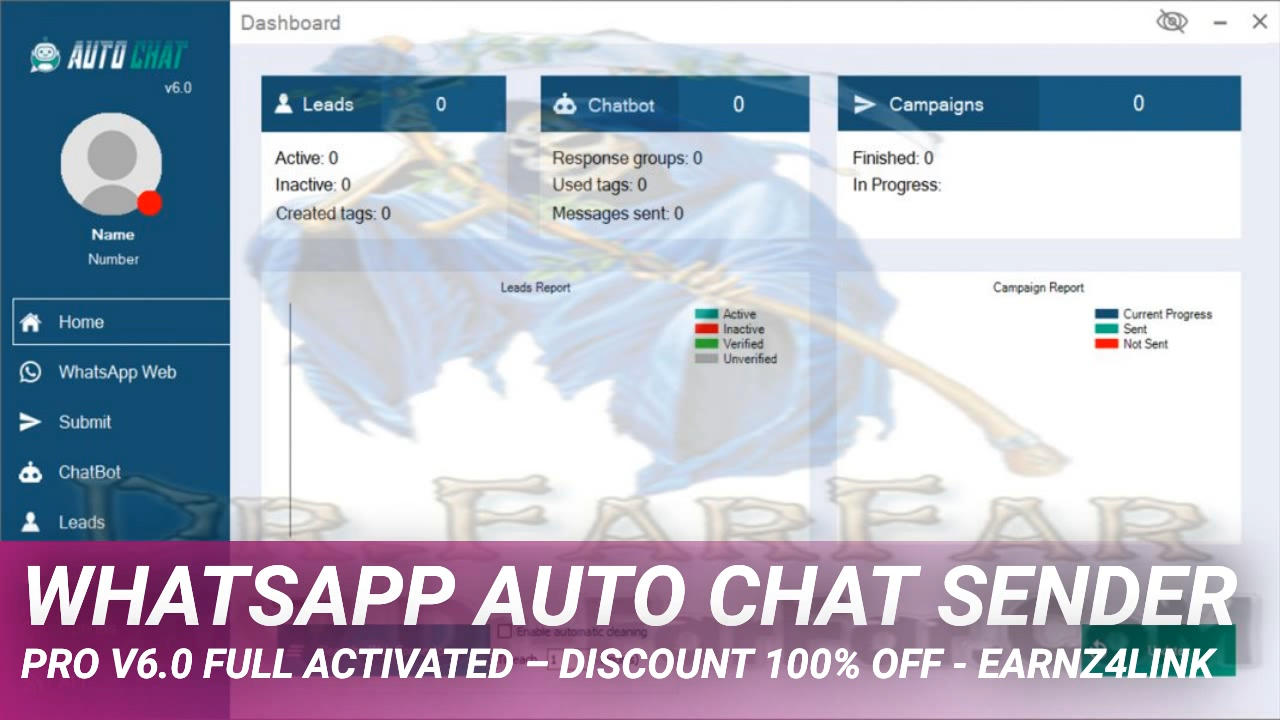 Dashboard
AUTO CHAT
v6.0
Leads 0
Chatbot 0
Campaigns 0
Active: 0
Inactive: 0
Created tags: 0
Response groups: 0
Used tags: 0
Messages sent: 0
Finished: 0
In Progress:
Name
Number
Home
WhatsApp Web
Submit
ChatBot
Leads
Leads Report
Active
Inactive
Verified
Unverified
Campaign Report
Current Progress
Sent
Not Sent
DR.FARFAR
WHATSAPP AUTO CHAT SENDER
Enable automatic cleaning
PRO V6.0 FULL ACTIVATED – DISCOUNT 100% OFF - EARNZ4LINK